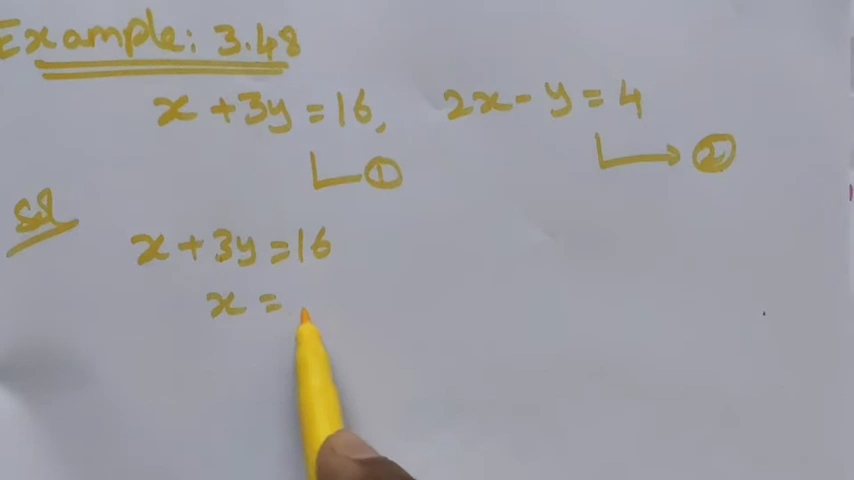 Example: 3.48
x + 3y = 16, 2x - y = 4
① ②
Sol
x + 3y = 16
x =